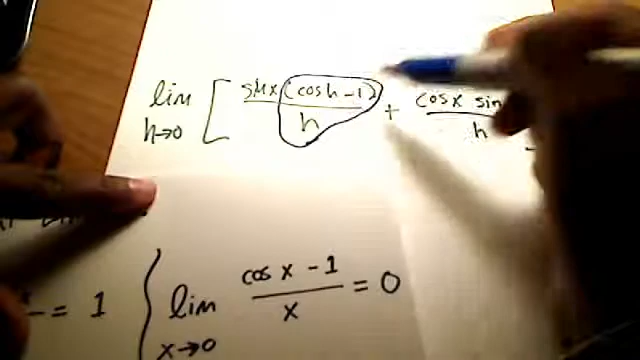 lim h→0 [ sinx(cosh-1) / h + cosx sin / h
= 1
lim x→0 cos x - 1 / x = 0